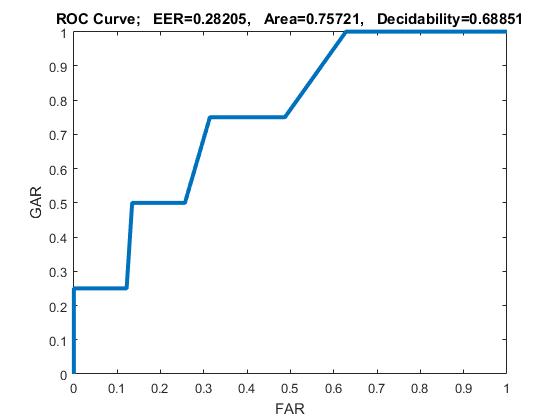 ROC Curve;   EER=0.28205,   Area=0.75721,   Decidability=0.68851
1
0.9
0.8
0.7
0.6
0.5
0.4
0.3
0.2
0.1
0
GAR
0 0.1 0.2 0.3 0.4 0.5 0.6 0.7 0.8 0.9 1
FAR